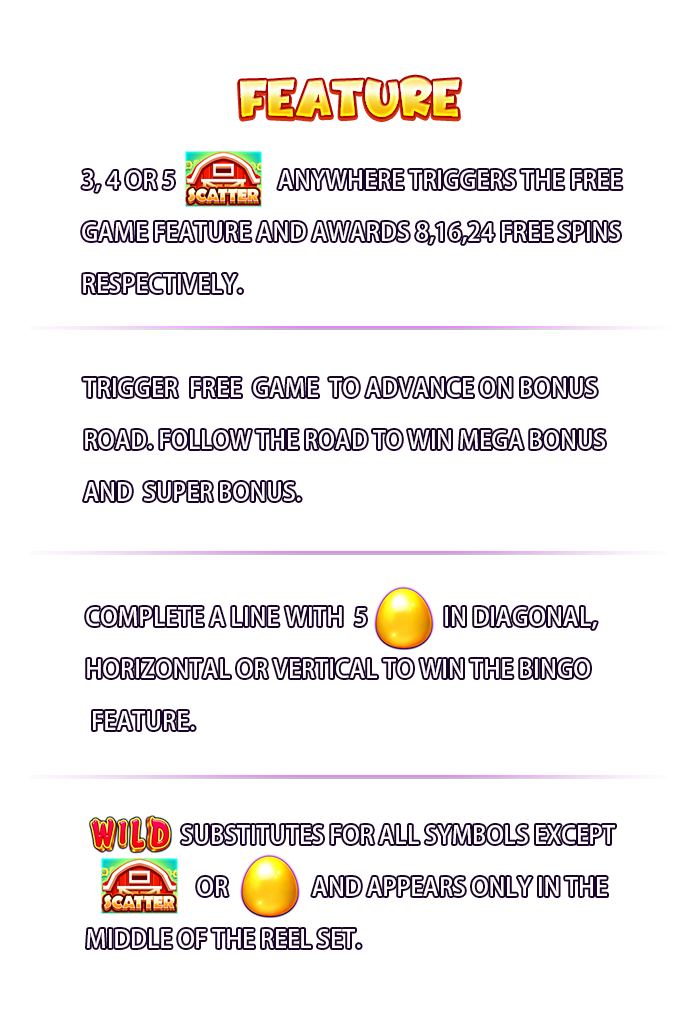 FEATURE
3, 4 OR 5 SCATTER ANYWHERE TRIGGERS THE FREE
GAME FEATURE AND AWARDS 8,16,24 FREE SPINS
RESPECTIVELY.
TRIGGER FREE GAME TO ADVANCE ON BONUS
ROAD. FOLLOW THE ROAD TO WIN MEGA BONUS
AND SUPER BONUS.
COMPLETE A LINE WITH 5 IN DIAGONAL,
HORIZONTAL OR VERTICAL TO WIN THE BINGO
FEATURE.
WILD SUBSTITUTES FOR ALL SYMBOLS EXCEPT
SCATTER OR AND APPEARS ONLY IN THE
MIDDLE OF THE REEL SET.